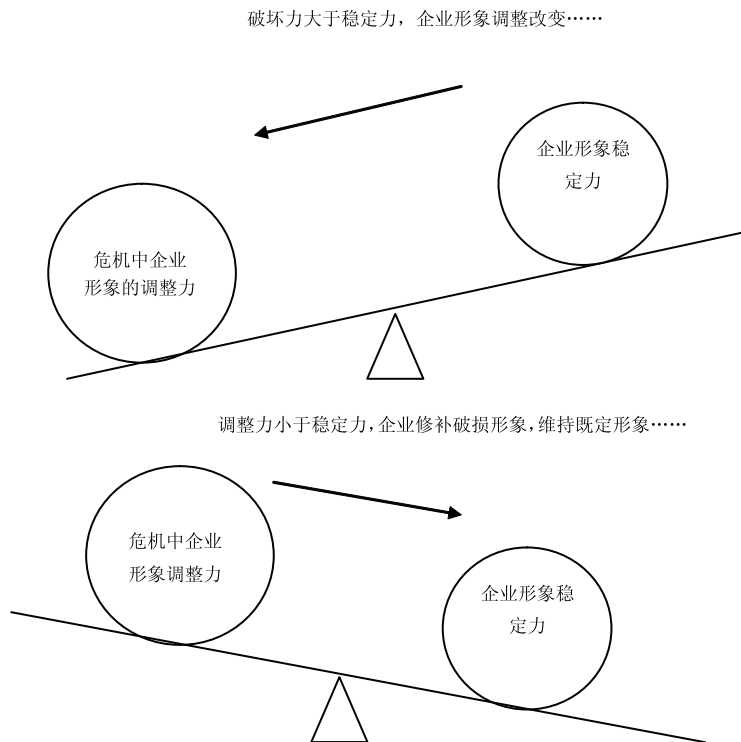 破坏力大于稳定力，企业形象调整改变……
企业形象稳
定力
危机中企业
形象的调整力
调整力小于稳定力,企业修补破损形象,维持既定形象……
危机中企业
形象调整力
企业形象稳
定力